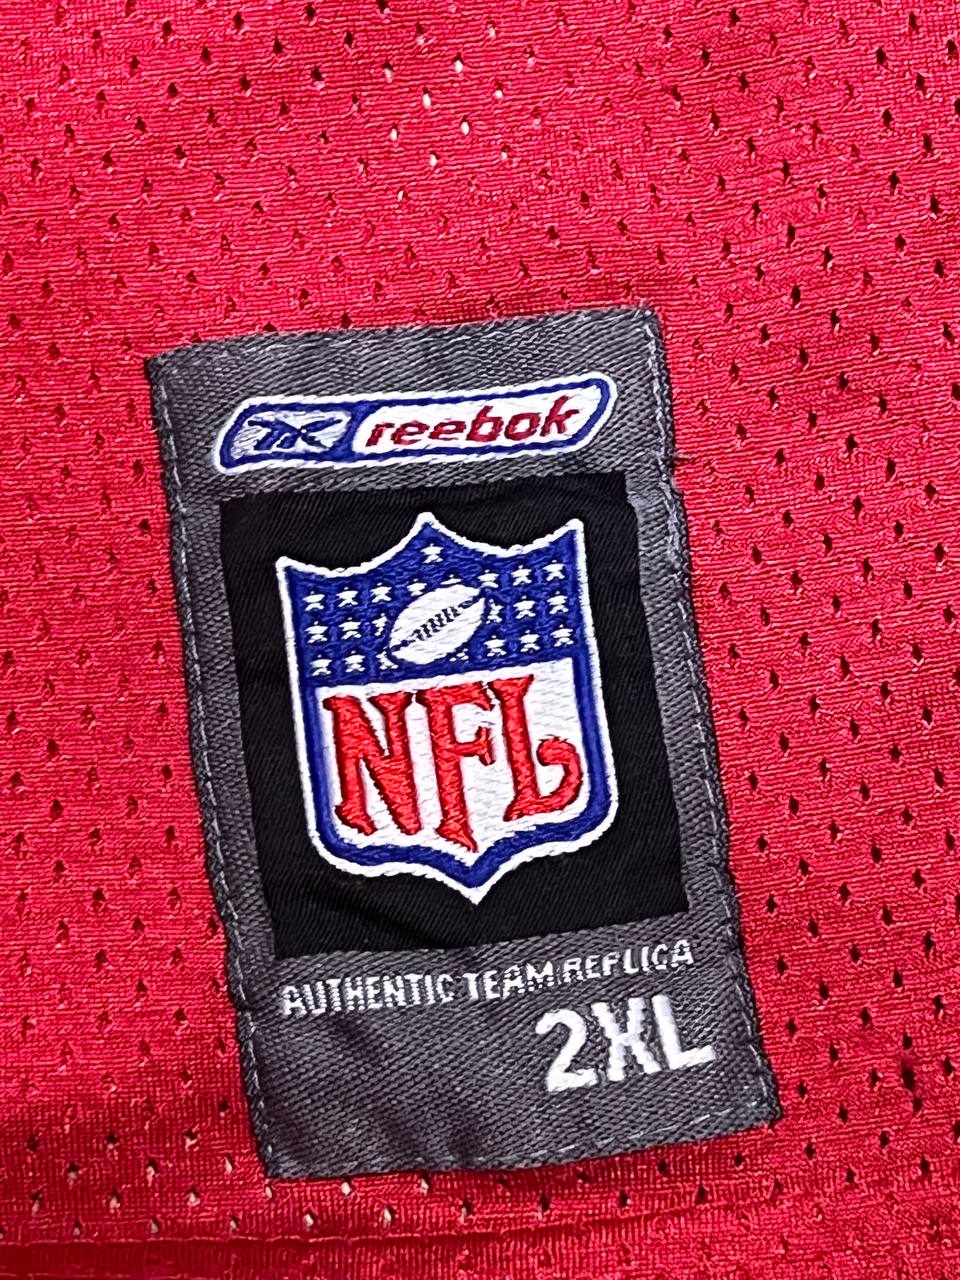 reebok
NFL
AUTHENTIC TEAM REPLICA
2XL